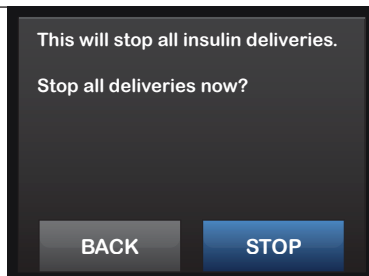 This will stop all insulin deliveries.
Stop all deliveries now?
BACK STOP